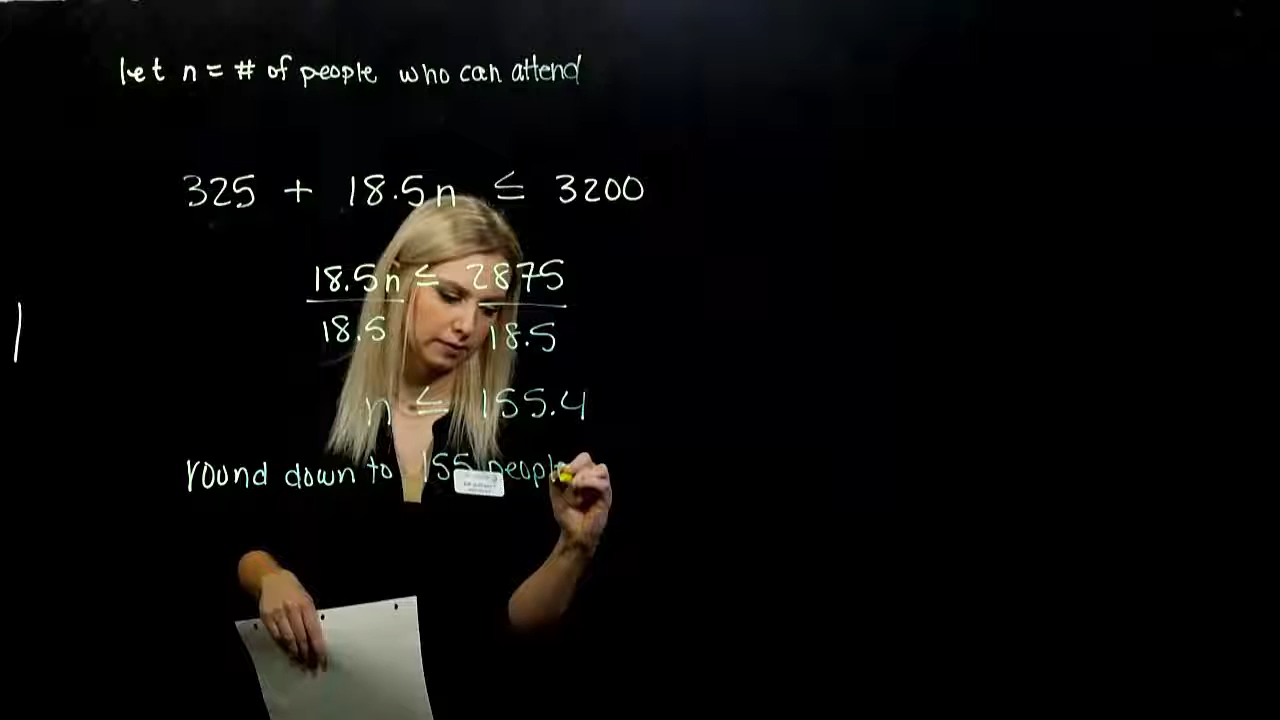 let n = # of people who can attend
325 + 18.5n ≤ 3200
18.5n ≤ 2875
18.5 18.5
n ≤ 155.4
round down to 155 people